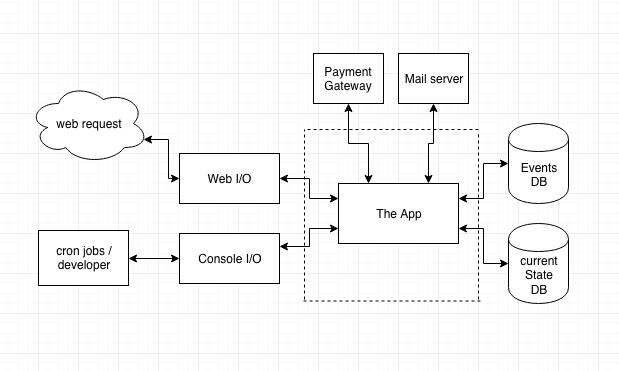 Payment
Gateway
Mail server
web request
Web I/O
Events
DB
The App
cron jobs /
developer
Console I/O
current
State
DB